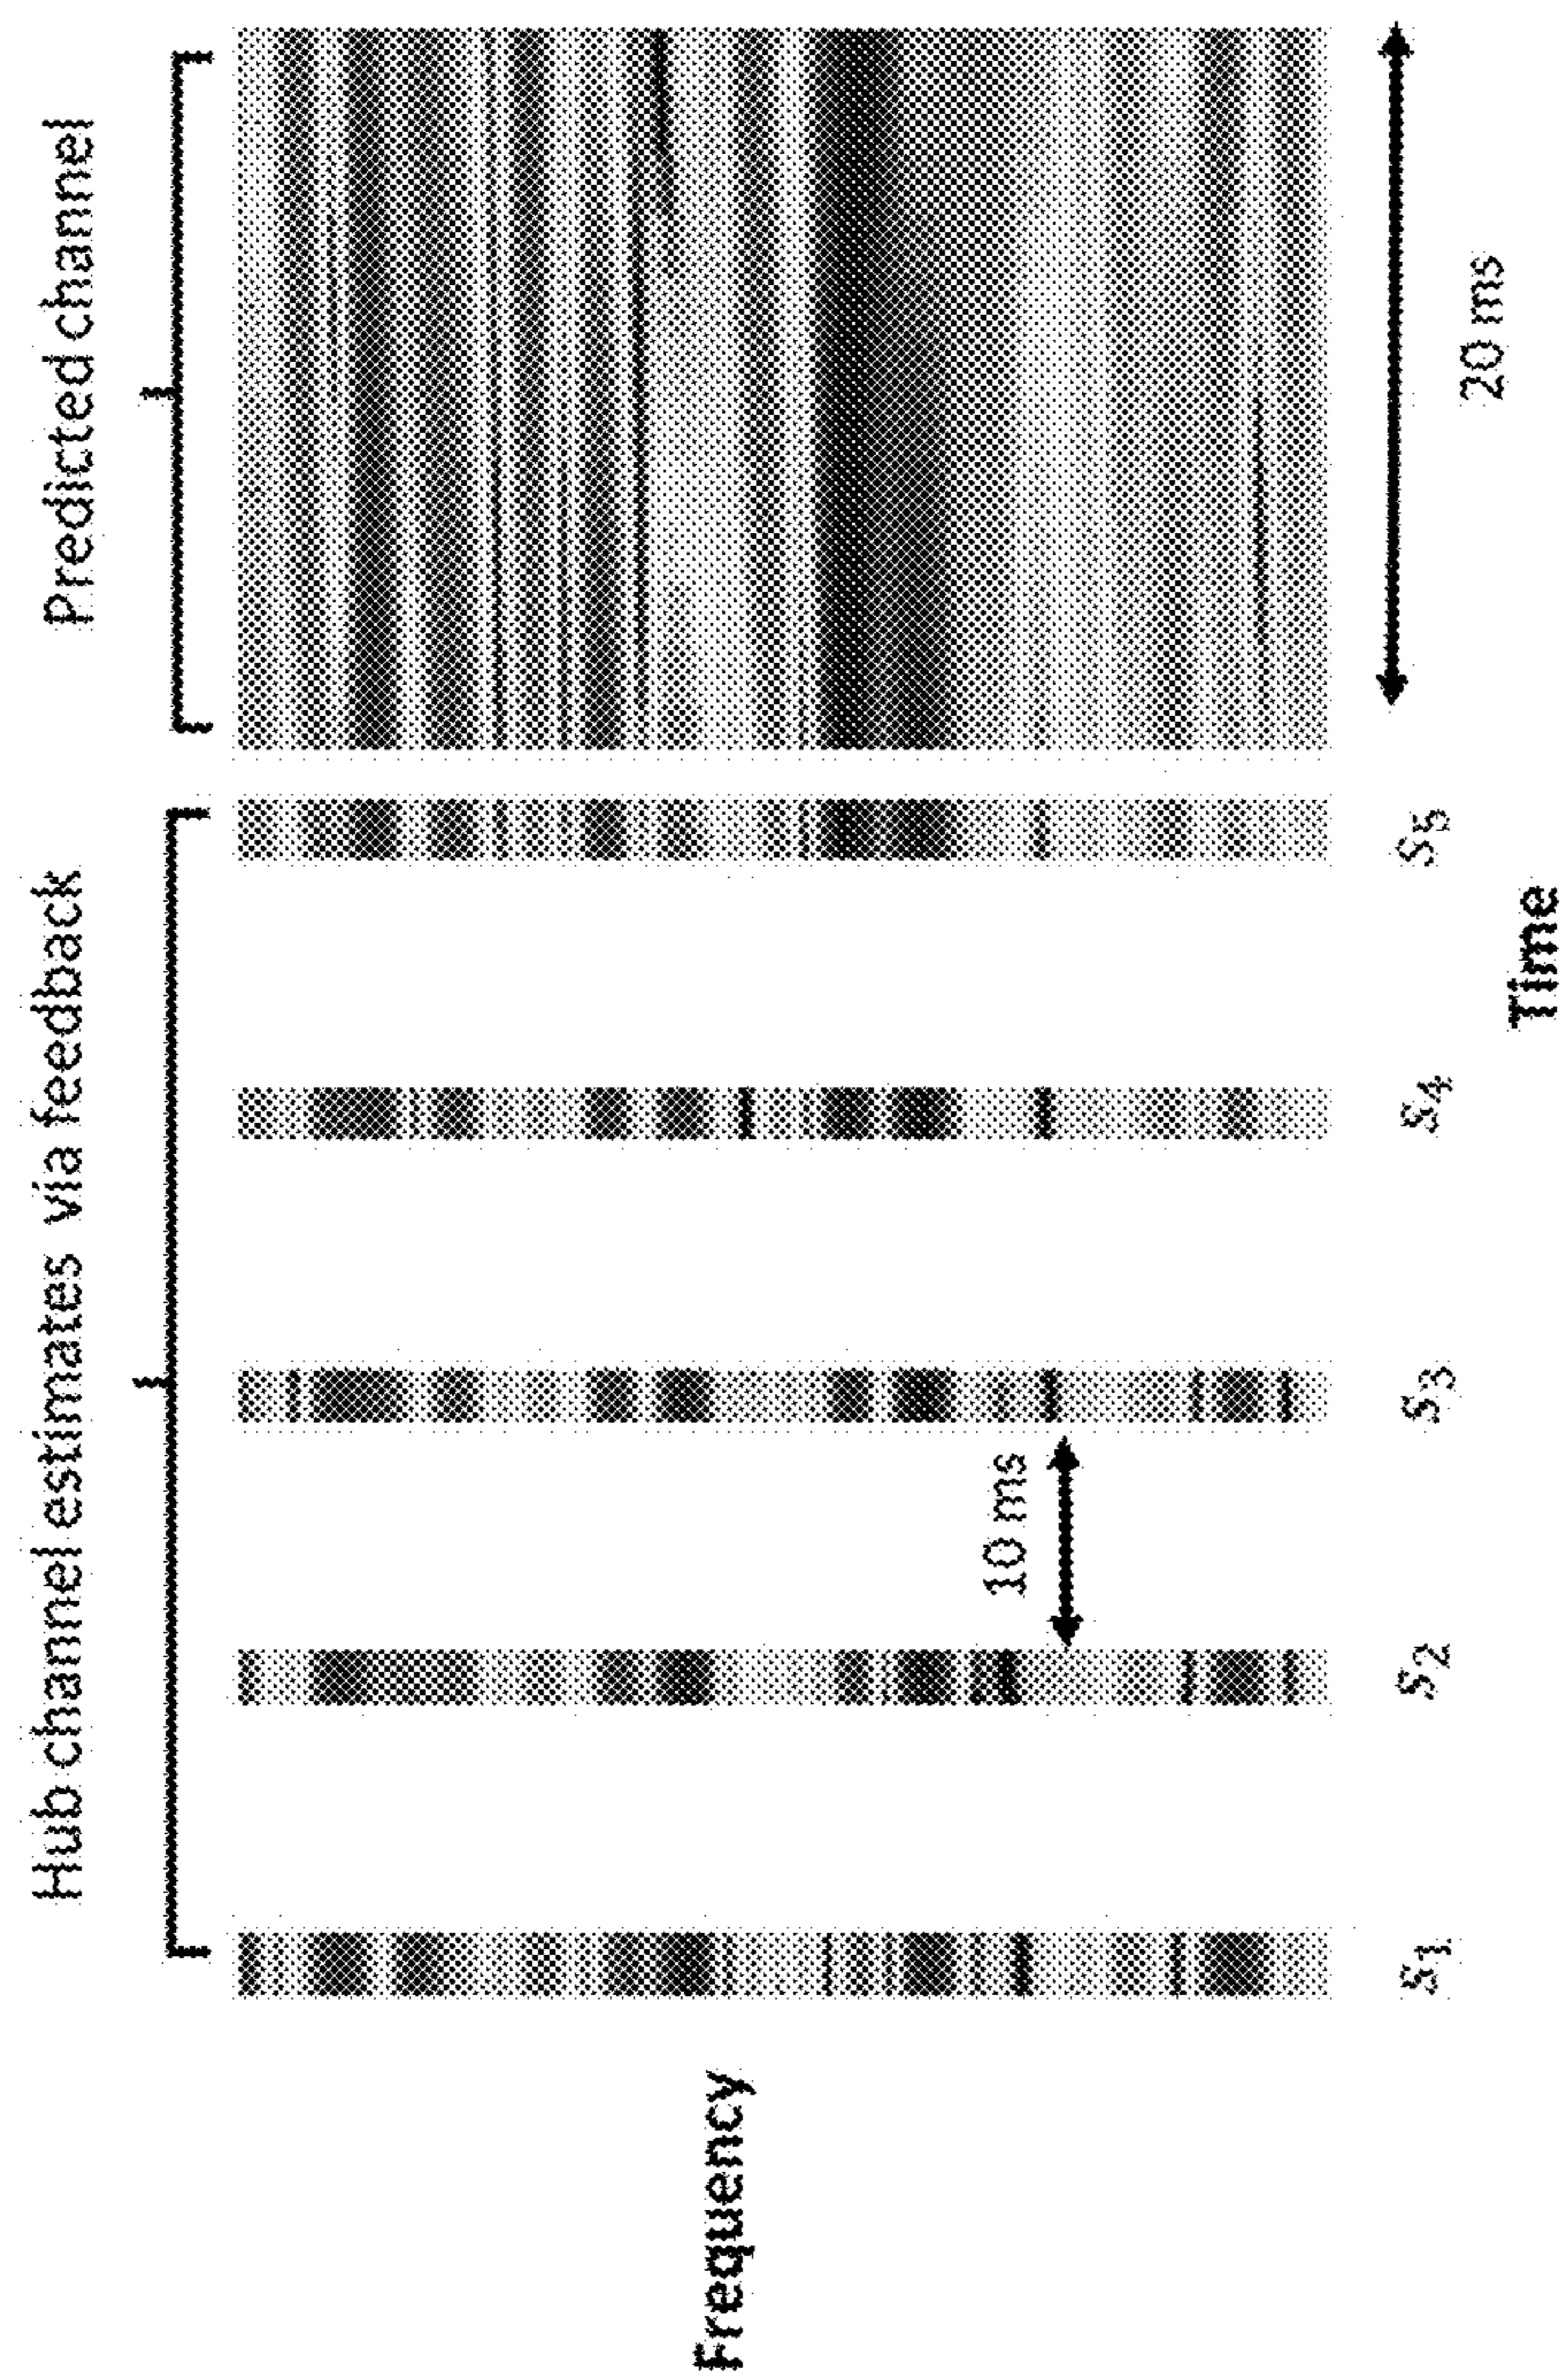 Hub channel estimates via feedback
Predicted channel
Frequency
10 ms
20 ms
s₁
s₂
s₃
s₄
s₅
Time